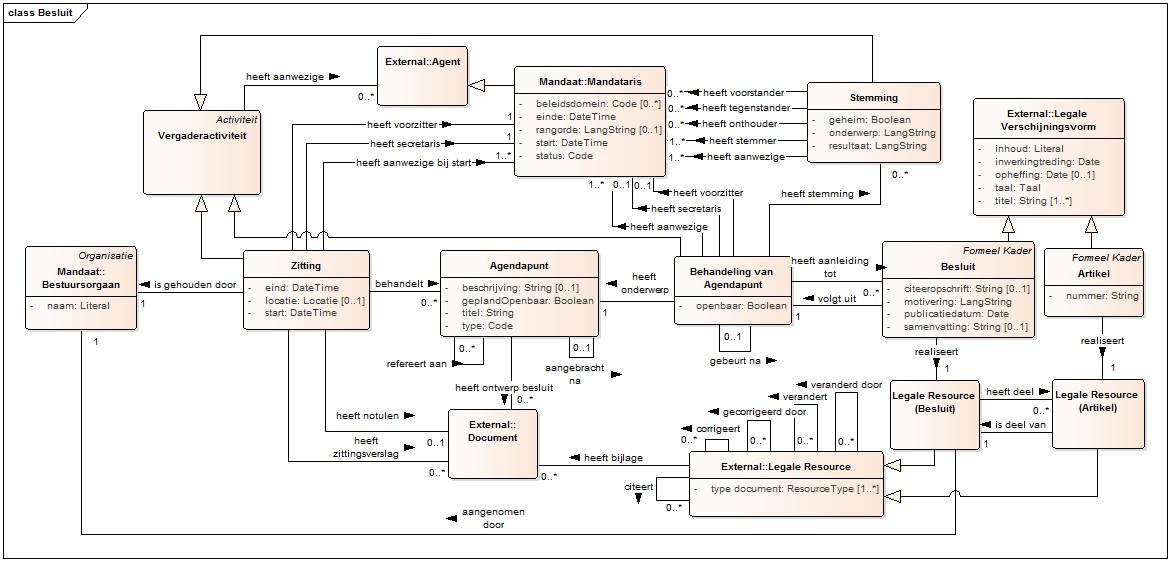 class Besluit
External::Agent
heeft aanwezige
0..*
Activiteit
Vergaderactiviteit
Mandaat::Mandataris
- beleidsdomein: Code [0..*]
- einde: DateTime
- rangorde: LangString [0..1]
- start: DateTime
- status: Code
heeft voorzitter
1
heeft secretaris
1
heeft aanwezige bij start
1..*
0..*
heeft voorstander
0..*
heeft tegenstander
0..*
heeft onthouder
1..*
heeft stemmer
1..*
heeft aanwezige
Stemming
- geheim: Boolean
- onderwerp: LangString
- resultaat: LangString
0..*
External::Legale
Verschijningsvorm
- inhoud: Literal
- inwerkingtreding: Date
- opheffing: Date [0..1]
- taal: Taal
- titel: String [1..*]
1..*
0..1
0..1
heeft voorzitter
heeft secretaris
heeft aanwezige
heeft stemming
Organisatie
Mandaat::
Bestuursorgaan
- naam: Literal
1
1
is gehouden door
Zitting
- eind: DateTime
- locatie: Locatie [0..1]
- start: DateTime
behandelt
0..*
Agendapunt
- beschrijving: String [0..1]
- geplandOpenbaar: Boolean
- titel: String
- type: Code
heeft
onderwerp
1
Behandeling van
Agendapunt
- openbaar: Boolean
heeft aanleiding
tot
0..*
volgt uit
1
0..1
gebeurt na
Formeel Kader
Besluit
- citeeropschrift: String [0..1]
- motivering: LangString
- publicatiedatum: Date
- samenvatting: String [0..1]
Formeel Kader
Artikel
- nummer: String
0..*
refereert aan
0..1
aangebracht
na
heeft ontwerp besluit
0..*
realiseert
1
realiseert
1
External::
Document
heeft notulen
0..1
heeft
zittingsverslag
0..*
heeft bijlage
0..*
veranderd door
verandert
gecorrigeerd door
corrigeert
0..*
0..*
0..*
0..*
External::Legale Resource
- type document: ResourceType [1..*]
citeert
0..*
Legale Resource
(Besluit)
heeft deel
0..*
is deel van
1
Legale Resource
(Artikel)
aangenomen
door